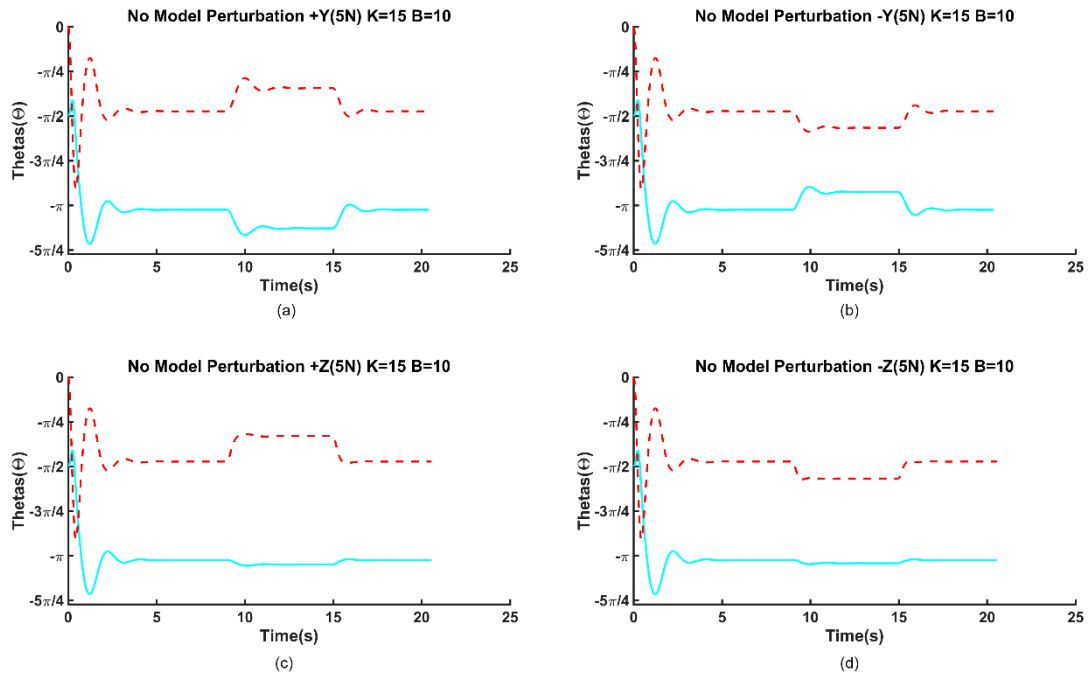 No Model Perturbation +Y(5N) K=15 B=10
Thetas(Θ)
0
-π/4
-π/2
-3π/4
-π
-5π/4
0 5 10 15 20 25
Time(s)
(a)
No Model Perturbation -Y(5N) K=15 B=10
Thetas(Θ)
0
-π/4
-π/2
-3π/4
-π
-5π/4
0 5 10 15 20 25
Time(s)
(b)
No Model Perturbation +Z(5N) K=15 B=10
Thetas(Θ)
0
-π/4
-π/2
-3π/4
-π
-5π/4
0 5 10 15 20 25
Time(s)
(c)
No Model Perturbation -Z(5N) K=15 B=10
Thetas(Θ)
0
-π/4
-π/2
-3π/4
-π
-5π/4
0 5 10 15 20 25
Time(s)
(d)